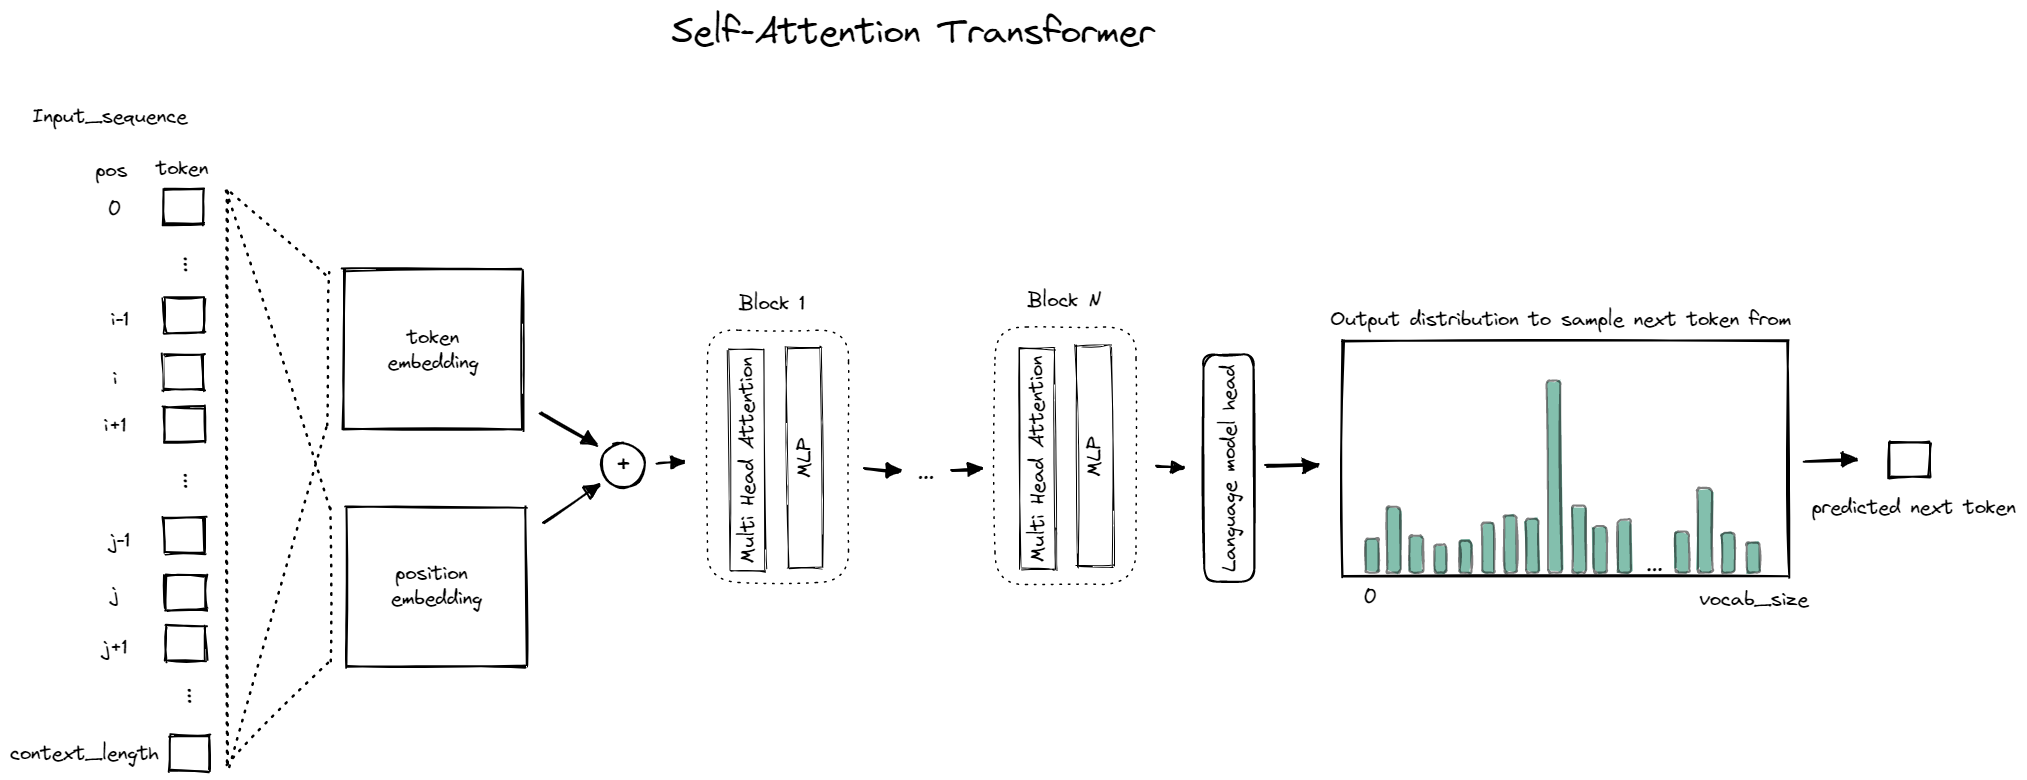 Self-Attention Transformer
Input_sequence
pos token
0
...
i-1
i
i+1
...
j-1
j
j+1
...
context_length
token
embedding
position
embedding
+
Block 1
Multi Head Attention
MLP
...
Block N
Multi Head Attention
MLP
Language model head
Output distribution to sample next token from
...
0
vocab_size
predicted next token